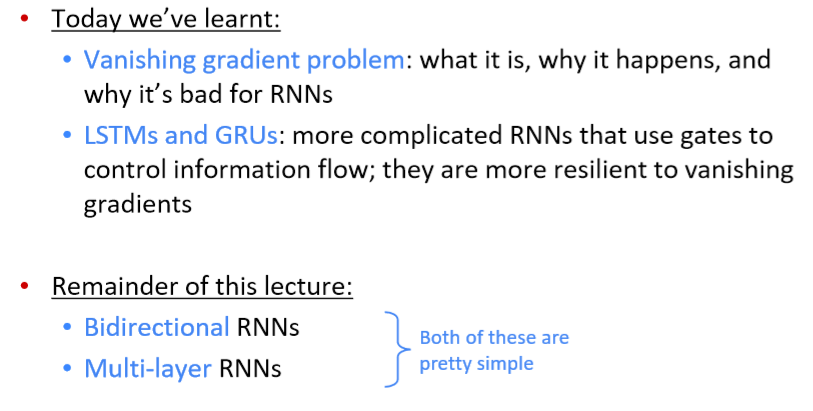 • Today we've learnt:
• Vanishing gradient problem: what it is, why it happens, and
why it's bad for RNNs
• LSTMs and GRUs: more complicated RNNs that use gates to
control information flow; they are more resilient to vanishing
gradients
• Remainder of this lecture:
• Bidirectional RNNs
• Multi-layer RNNs
Both of these are
pretty simple